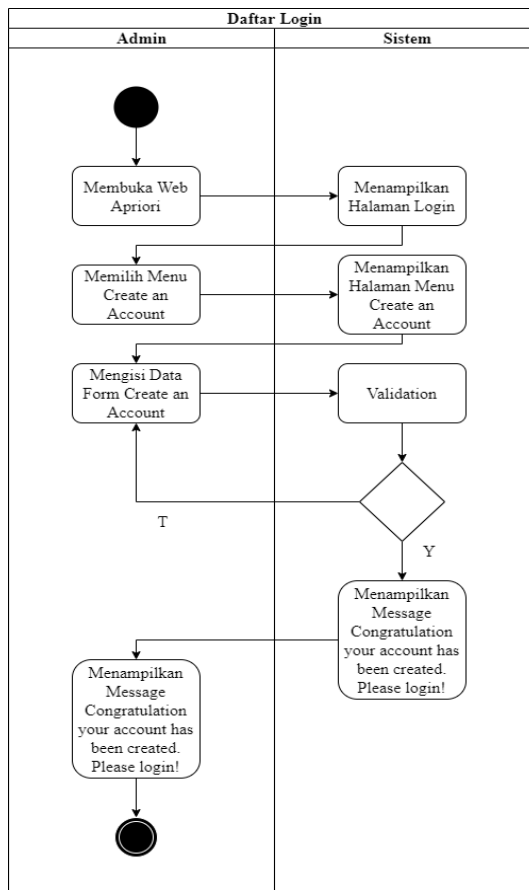 Daftar Login
Admin
Sistem
Membuka Web
Apriori
Menampilkan
Halaman Login
Memilih Menu
Create an
Account
Menampilkan
Halaman Menu
Create an
Account
Mengisi Data
Form Create an
Account
Validation
T
Y
Menampilkan
Message
Congratulation
your account has
been created.
Please login!
Menampilkan
Message
Congratulation
your account has
been created.
Please login!